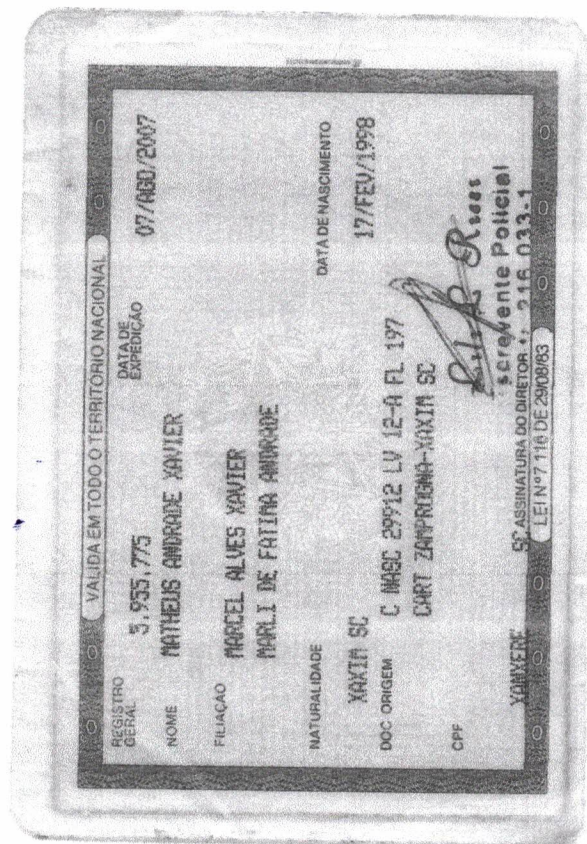 VÁLIDA EM TODO O TERRITÓRIO NACIONAL
REGISTRO GERAL 5.955.775 DATA DE EXPEDIÇÃO 07/AGO/2007
NOME MATHEUS ANDRADE XAVIER
FILIAÇÃO MARCEL ALVES XAVIER
MARLI DE FATIMA ANDRADE
NATURALIDADE DATA DE NASCIMENTO
XAXIM SC 17/FEV/1998
DOC ORIGEM C NASC 29912 LV 12-A FL 197
CART ZAMPROGNA-XAXIM SC
CPF
screvente Policial
XANXERE SC ASSINATURA DO DIRETOR 216 033-1
LEI Nº 7.116 DE 29/08/83